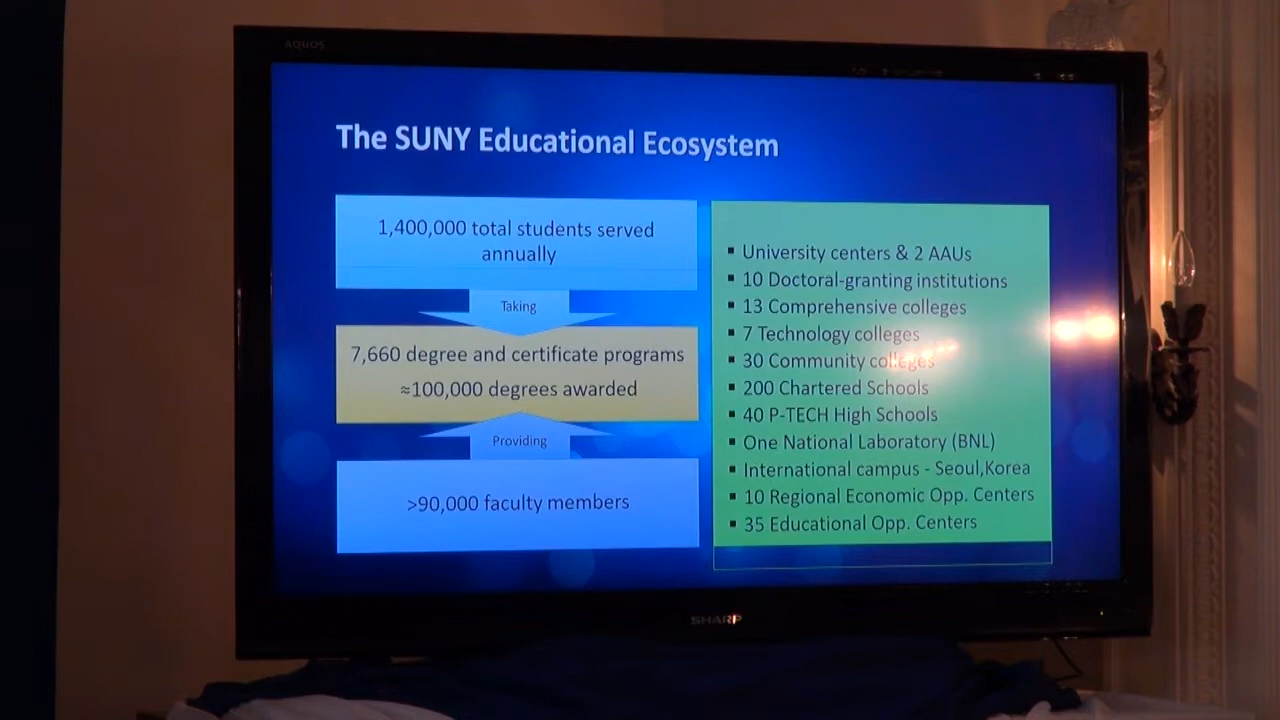 AQUOS
The SUNY Educational Ecosystem
1,400,000 total students served
annually
Taking
7,660 degree and certificate programs
≈100,000 degrees awarded
Providing
>90,000 faculty members
▪ University centers & 2 AAUs
▪ 10 Doctoral-granting institutions
▪ 13 Comprehensive colleges
▪ 7 Technology colleges
▪ 30 Community colleges
▪ 200 Chartered Schools
▪ 40 P-TECH High Schools
▪ One National Laboratory (BNL)
▪ International campus - Seoul,Korea
▪ 10 Regional Economic Opp. Centers
▪ 35 Educational Opp. Centers
SHARP